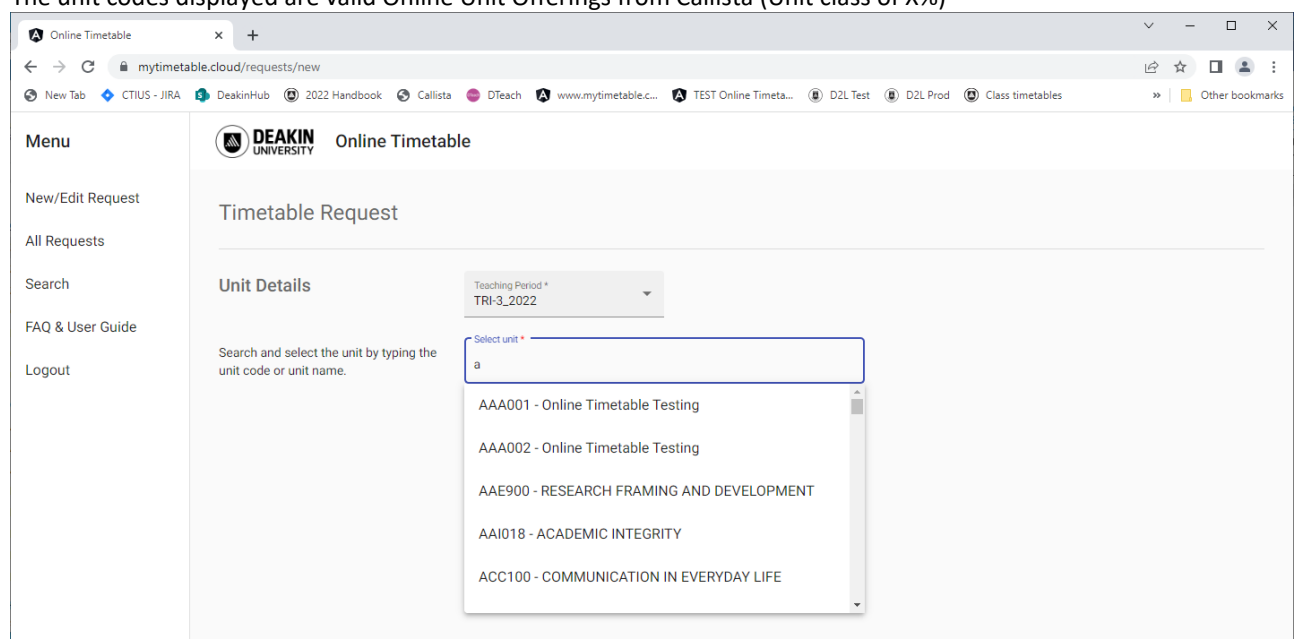 The unit codes displayed are valid Online Unit Offerings from Callista (Unit class of X%)
Online Timetable
mytimetable.cloud/requests/new
New Tab CTIUS - JIRA DeakinHub 2022 Handbook Callista DTeach www.mytimetable.c... TEST Online Timeta... D2L Test D2L Prod Class timetables » Other bookmarks
Menu
DEAKIN
UNIVERSITY
Online Timetable
New/Edit Request
All Requests
Search
FAQ & User Guide
Logout
Timetable Request
Unit Details
Teaching Period *
TRI-3_2022
Search and select the unit by typing the
unit code or unit name.
Select unit *
a
AAA001 - Online Timetable Testing
AAA002 - Online Timetable Testing
AAE900 - RESEARCH FRAMING AND DEVELOPMENT
AAI018 - ACADEMIC INTEGRITY
ACC100 - COMMUNICATION IN EVERYDAY LIFE